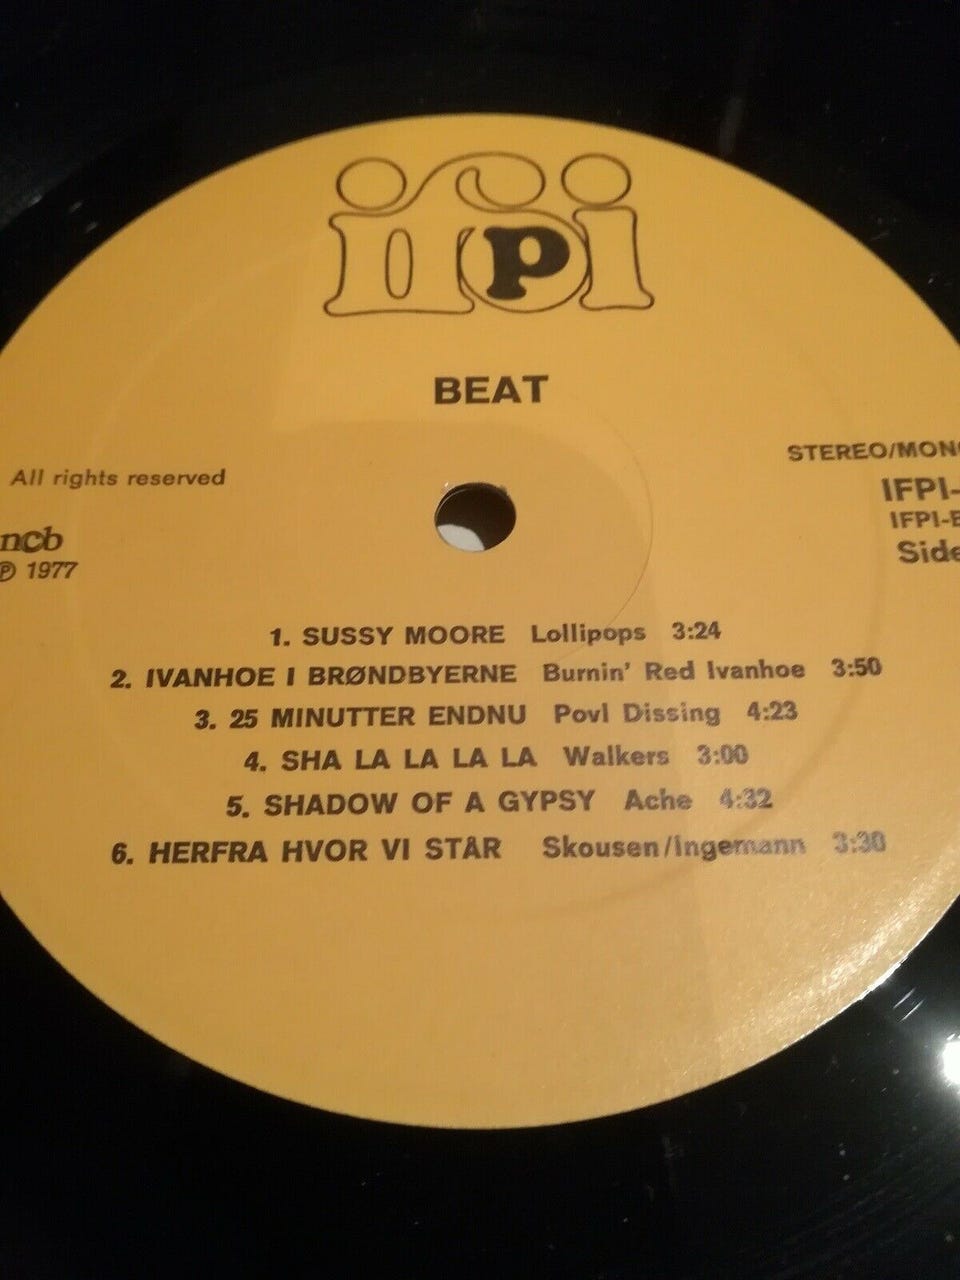 ifpi
BEAT
STEREO/MONO
All rights reserved
IFPI-
IFPI-
ncb
Side
℗ 1977
1. SUSSY MOORE Lollipops 3:24
2. IVANHOE I BRØNDBYERNE Burnin' Red Ivanhoe 3:50
3. 25 MINUTTER ENDNU Povl Dissing 4:23
4. SHA LA LA LA LA Walkers 3:00
5. SHADOW OF A GYPSY Ache 4:32
6. HERFRA HVOR VI STÅR Skousen/Ingemann 3:30